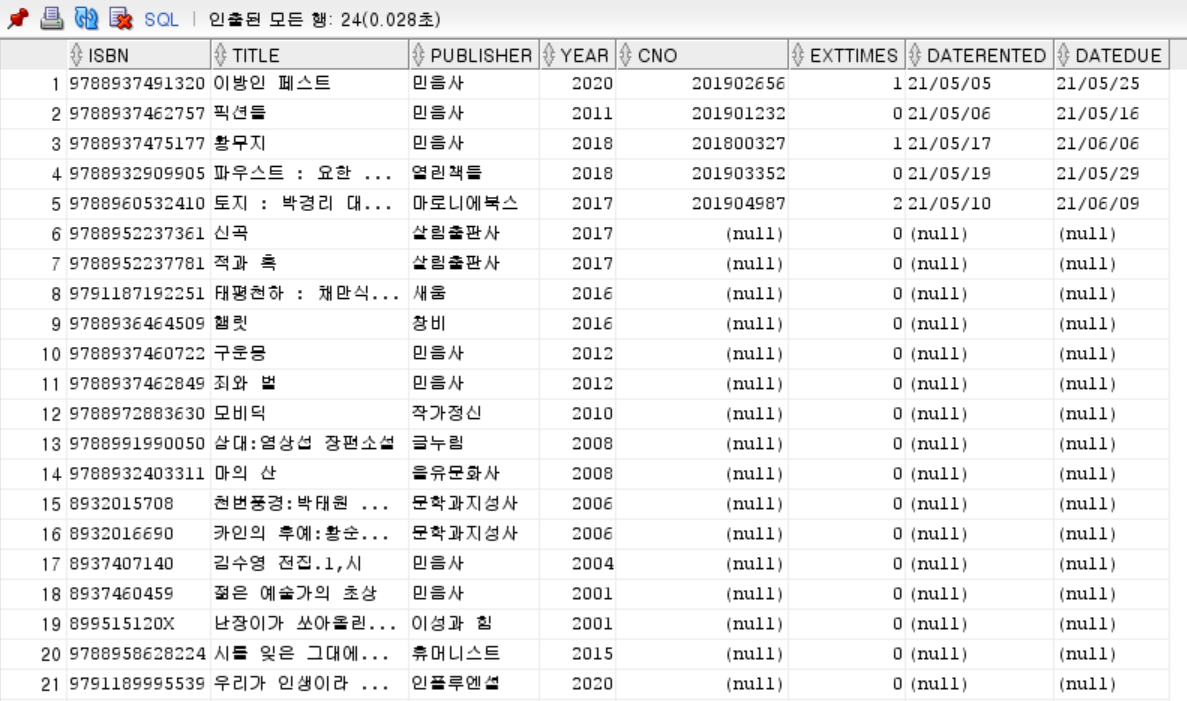 SQL | 인출된 모든 행: 24(0.028초)
ISBN TITLE PUBLISHER YEAR CNO EXTTIMES DATERENTED DATEDUE
1 9788937491320 이방인 페스트 민음사 2020 201902656 1 21/05/05 21/05/25
2 9788937462757 픽션들 민음사 2011 201901232 0 21/05/06 21/05/16
3 9788937475177 황무지 민음사 2018 201800327 1 21/05/17 21/06/06
4 9788932909905 파우스트 : 요한 ... 열린책들 2018 201903352 0 21/05/19 21/05/29
5 9788960532410 토지 : 박경리 대... 마로니에북스 2017 201904987 2 21/05/10 21/06/09
6 9788952237361 신곡 살림출판사 2017 (null) 0 (null) (null)
7 9788952237781 적과 흑 살림출판사 2017 (null) 0 (null) (null)
8 9791187192251 태평천하 : 채만식... 새움 2016 (null) 0 (null) (null)
9 9788936464509 햄릿 창비 2016 (null) 0 (null) (null)
10 9788937460722 구운몽 민음사 2012 (null) 0 (null) (null)
11 9788937462849 죄와 벌 민음사 2012 (null) 0 (null) (null)
12 9788972883630 모비딕 작가정신 2010 (null) 0 (null) (null)
13 9788991990050 삼대:염상섭 장편소설 글누림 2008 (null) 0 (null) (null)
14 9788932403311 마의 산 을유문화사 2008 (null) 0 (null) (null)
15 8932015708 천변풍경:박태원 ... 문학과지성사 2006 (null) 0 (null) (null)
16 8932016690 카인의 후예:황순... 문학과지성사 2006 (null) 0 (null) (null)
17 8937407140 김수영 전집.1,시 민음사 2004 (null) 0 (null) (null)
18 8937460459 젊은 예술가의 초상 민음사 2001 (null) 0 (null) (null)
19 899515120X 난장이가 쏘아올린... 이성과 힘 2001 (null) 0 (null) (null)
20 9788958628224 시를 잊은 그대에... 휴머니스트 2015 (null) 0 (null) (null)
21 9791189995539 우리가 인생이라 ... 인플루엔셜 2020 (null) 0 (null) (null)